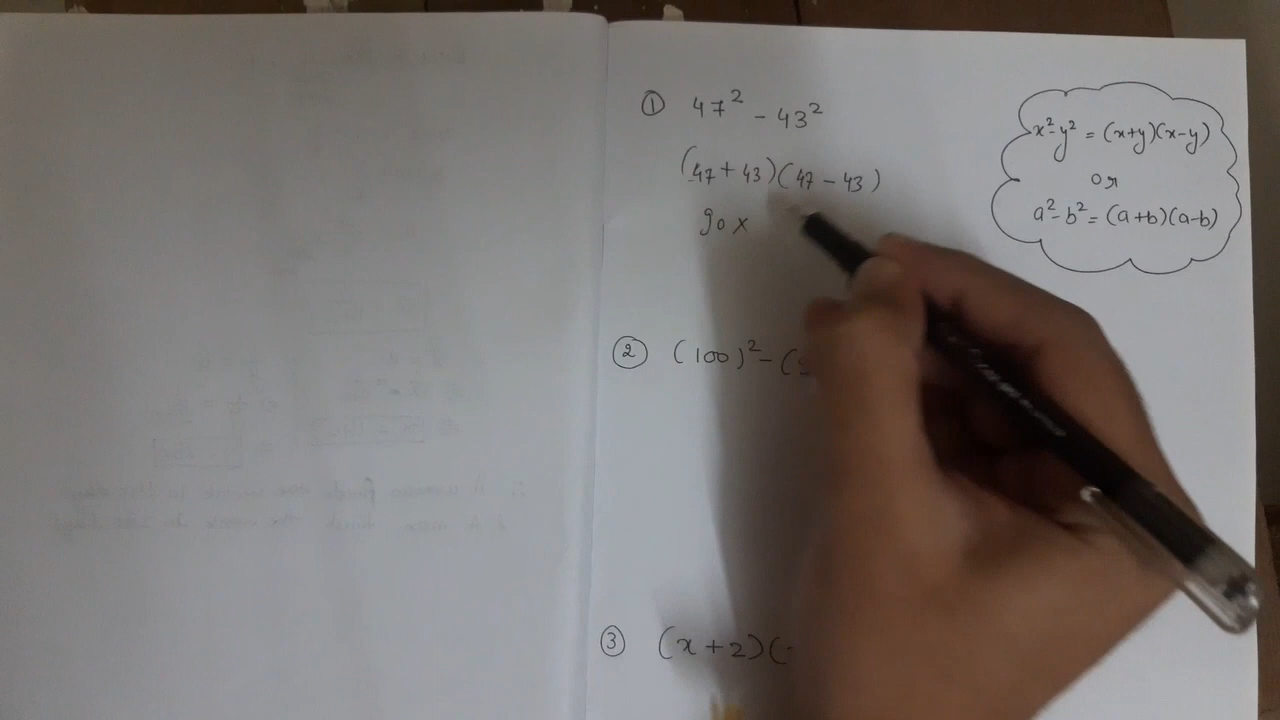 ① 47² - 43²
(47 + 43)(47 - 43)
90 x
x² - y² = (x+y)(x-y)
or
a² - b² = (a+b)(a-b)
② (100)² - (
③ (x + 2)(